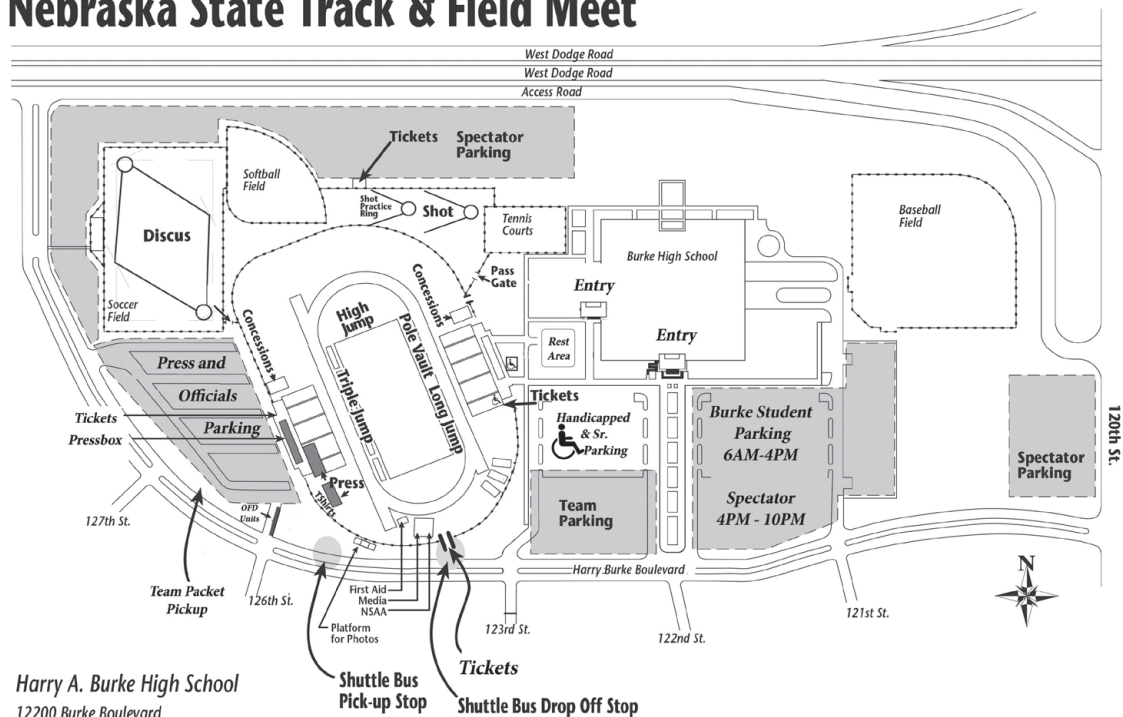 Nebraska State Track & Field Meet
West Dodge Road
West Dodge Road
Access Road
Tickets
Spectator
Parking
Softball
Field
Shot
Practice
Ring
Shot
Tennis
Courts
Baseball
Field
Discus
Burke High School
Pass
Gate
Entry
Soccer
Field
Concessions
Concessions
High
Jump
Pole Vault
Long Jump
Triple Jump
Entry
Rest
Area
Press and
Officials
Parking
Tickets
Pressbox
Tickets
Handicapped
& Sr.
Parking
Burke Student
Parking
6AM-4PM
Spectator
4PM - 10PM
Spectator
Parking
120th St.
Press
TShirts
Team
Parking
OFD
Units
127th St.
Team Packet
Pickup
126th St.
First Aid
Media
NSAA
Platform
for Photos
Harry Burke Boulevard
123rd St.
122nd St.
121st St.
N
Tickets
Shuttle Bus
Pick-up Stop
Shuttle Bus Drop Off Stop
Harry A. Burke High School
12200 Burke Boulevard